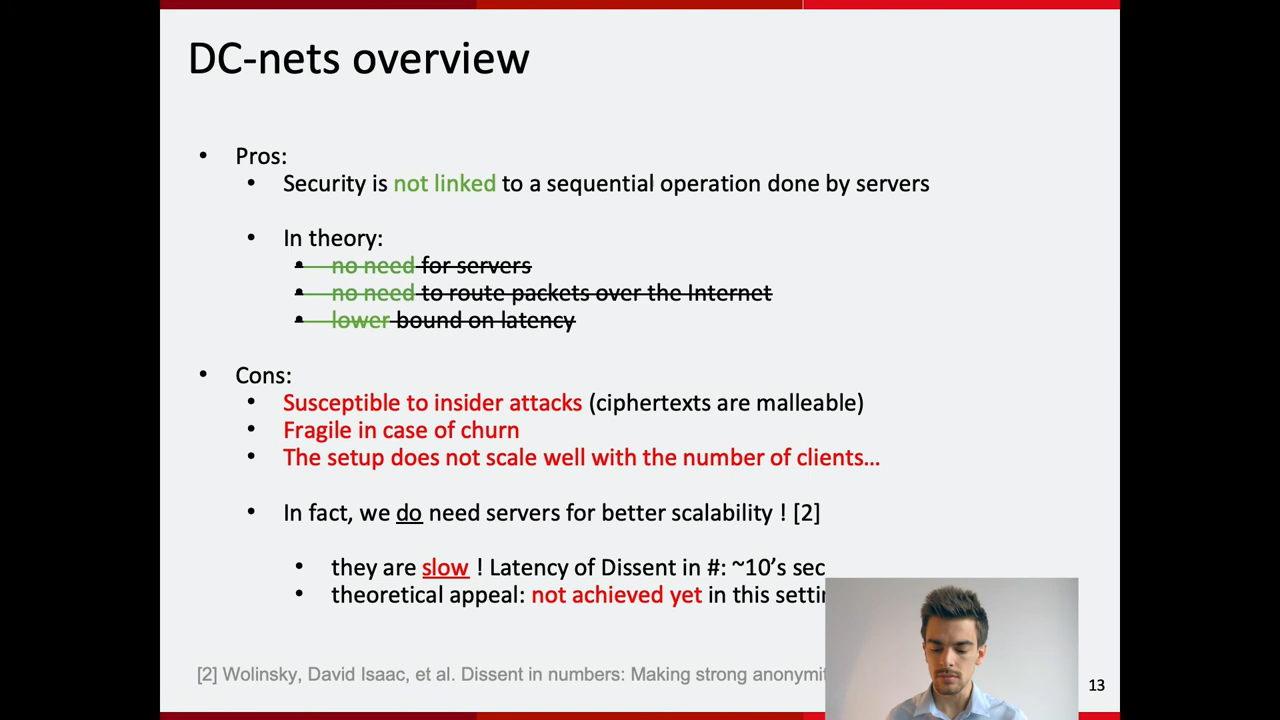 DC-nets overview
• Pros:
• Security is not linked to a sequential operation done by servers
• In theory:
• no need for servers
• no need to route packets over the Internet
• lower bound on latency
• Cons:
• Susceptible to insider attacks (ciphertexts are malleable)
• Fragile in case of churn
• The setup does not scale well with the number of clients…
• In fact, we do need servers for better scalability ! [2]
• they are slow ! Latency of Dissent in #: ~10’s sec
• theoretical appeal: not achieved yet in this
[2] Wolinsky, David Isaac, et al. Dissent in numbers: Making strong
13